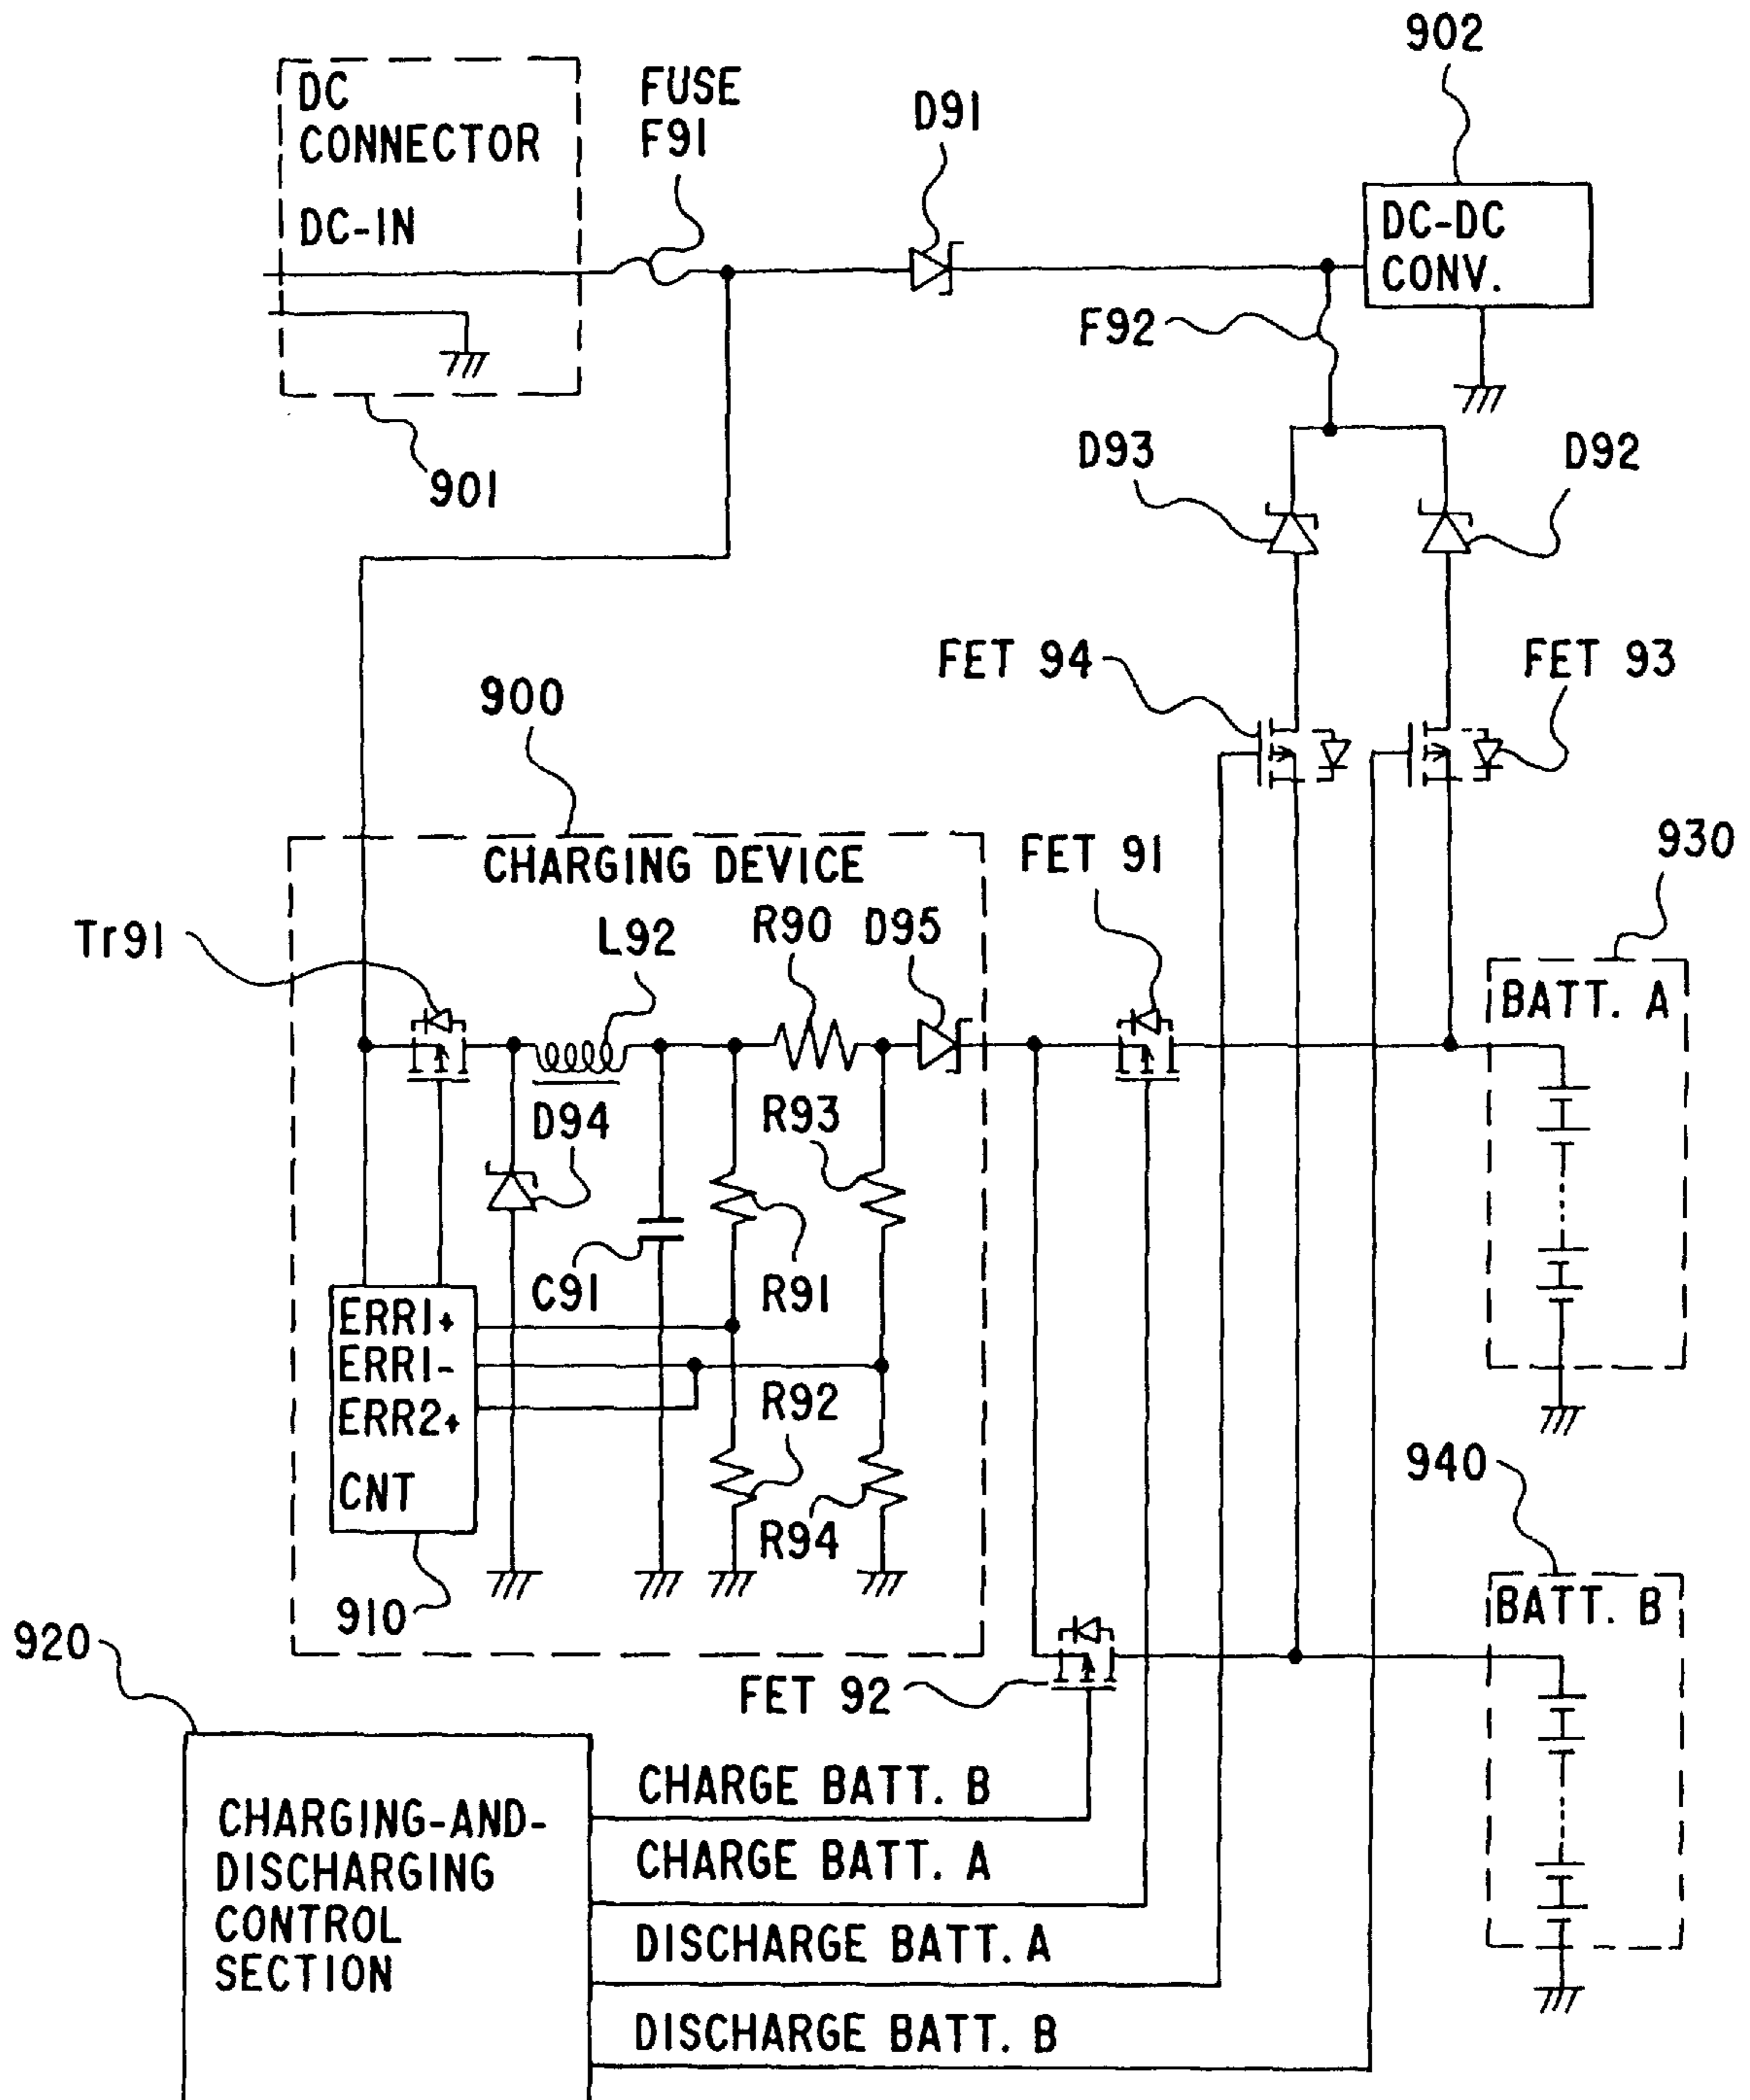 902
DC
CONNECTOR
DC-IN
FUSE
F91
D91
DC-DC
CONV.
F92
901
D93
D92
FET 94
FET 93
900
CHARGING DEVICE
FET 91
930
Tr91
L92
R90
D95
BATT. A
D94
R93
C91
R91
ERR1+
ERR1-
ERR2+
CNT
R92
R94
940
910
BATT. B
920
FET 92
CHARGE BATT. B
CHARGE BATT. A
DISCHARGE BATT. A
DISCHARGE BATT. B
CHARGING-AND-
DISCHARGING
CONTROL
SECTION